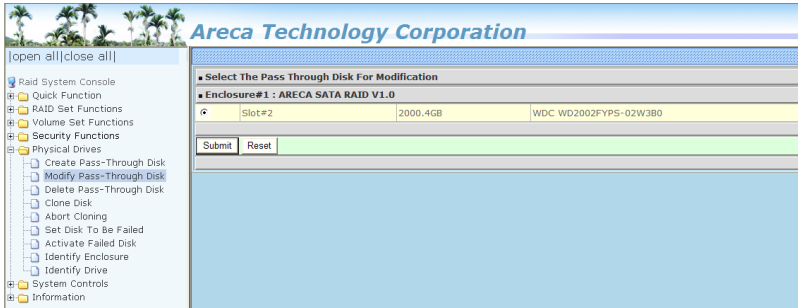 Areca Technology Corporation
|open all|close all|
Raid System Console
Quick Function
RAID Set Functions
Volume Set Functions
Security Functions
Physical Drives
Create Pass-Through Disk
Modify Pass-Through Disk
Delete Pass-Through Disk
Clone Disk
Abort Cloning
Set Disk To Be Failed
Activate Failed Disk
Identify Enclosure
Identify Drive
System Controls
Information
Select The Pass Through Disk For Modification
Enclosure#1 : ARECA SATA RAID V1.0
Slot#2 2000.4GB WDC WD2002FYPS-02W3B0
Submit Reset